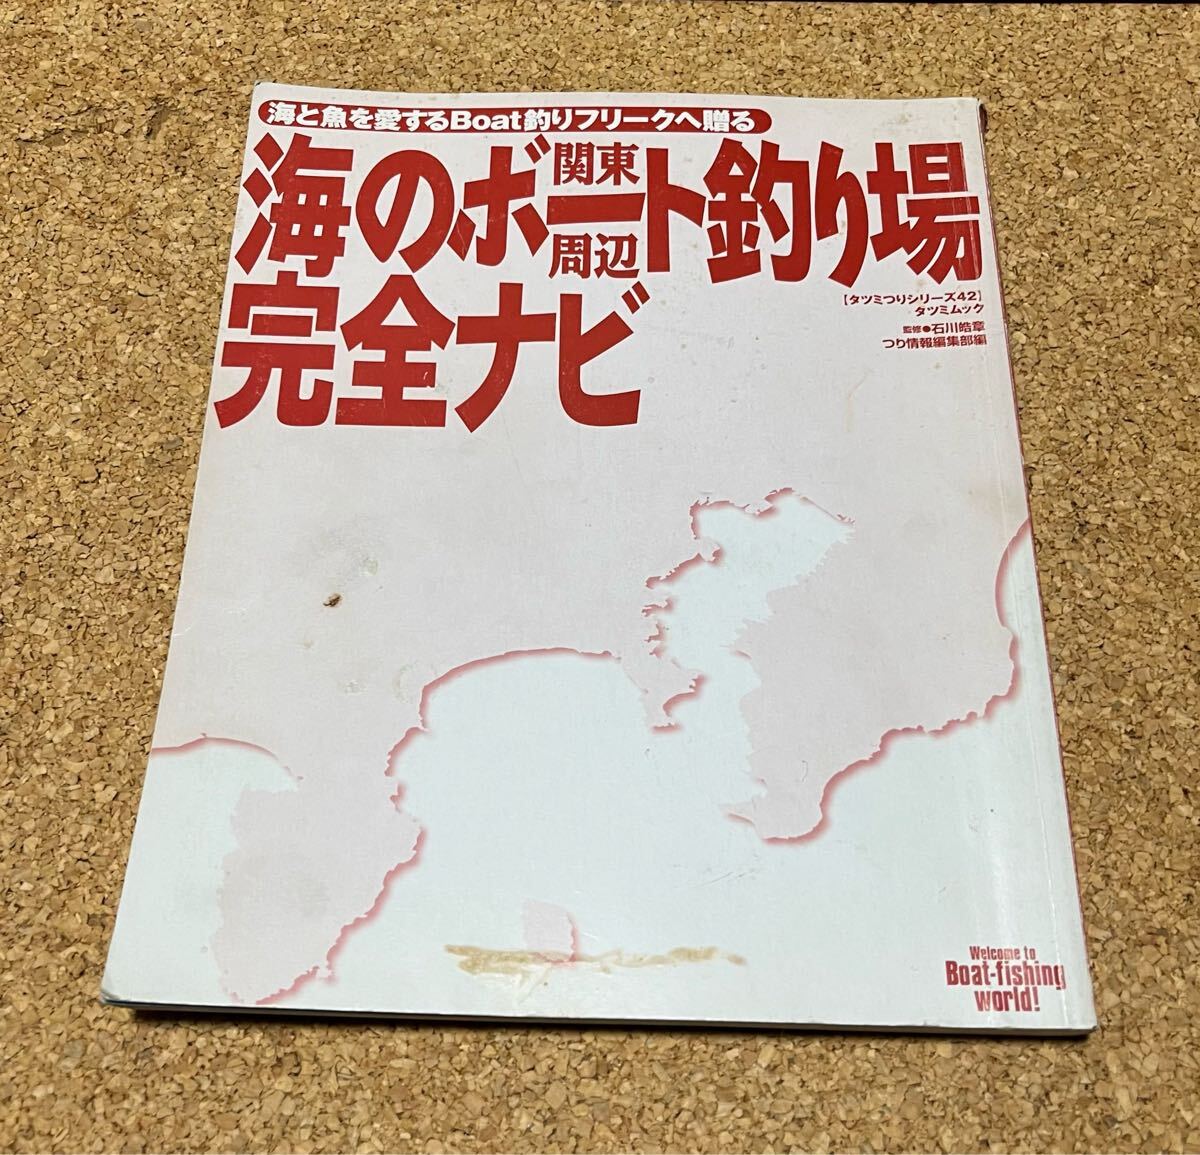 海と魚を愛するBoat釣りフリークへ贈る
海のボート釣り場
関東
周辺
完全ナビ
【タツミつりシリーズ42】
タツミムック
監修●石川皓章
つり情報編集部編
Welcome to
Boat-fishing
world!